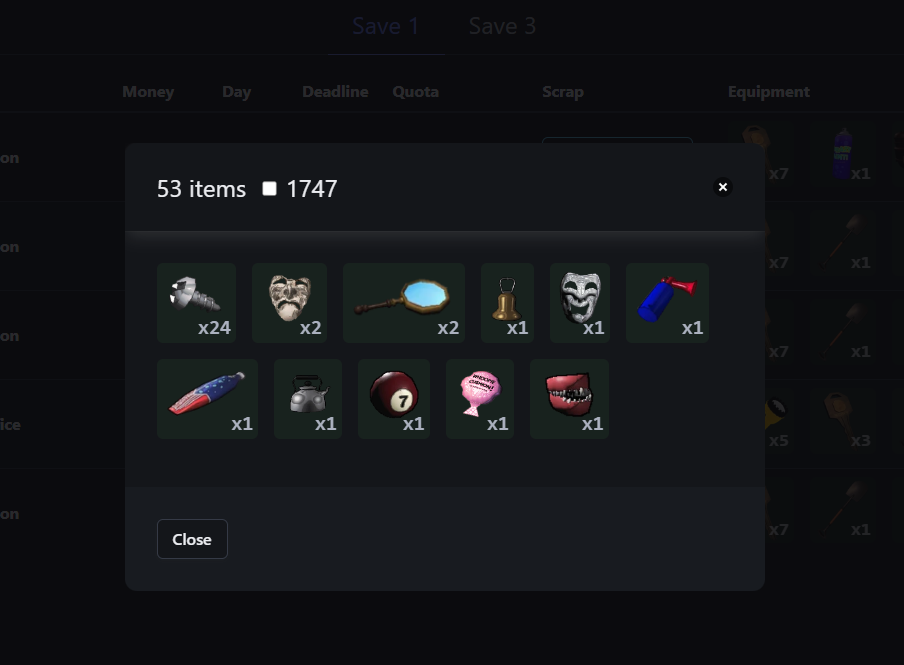 Save 1 Save 3
Money Day Deadline Quota Scrap Equipment
on x7 x1
53 items 1747
on x7 x1
x24 x2 x2 x1 x1 x1
on x7 x1
7
x1 x1 x1 x1 x1
ice x5 x3
on x7 x1
Close